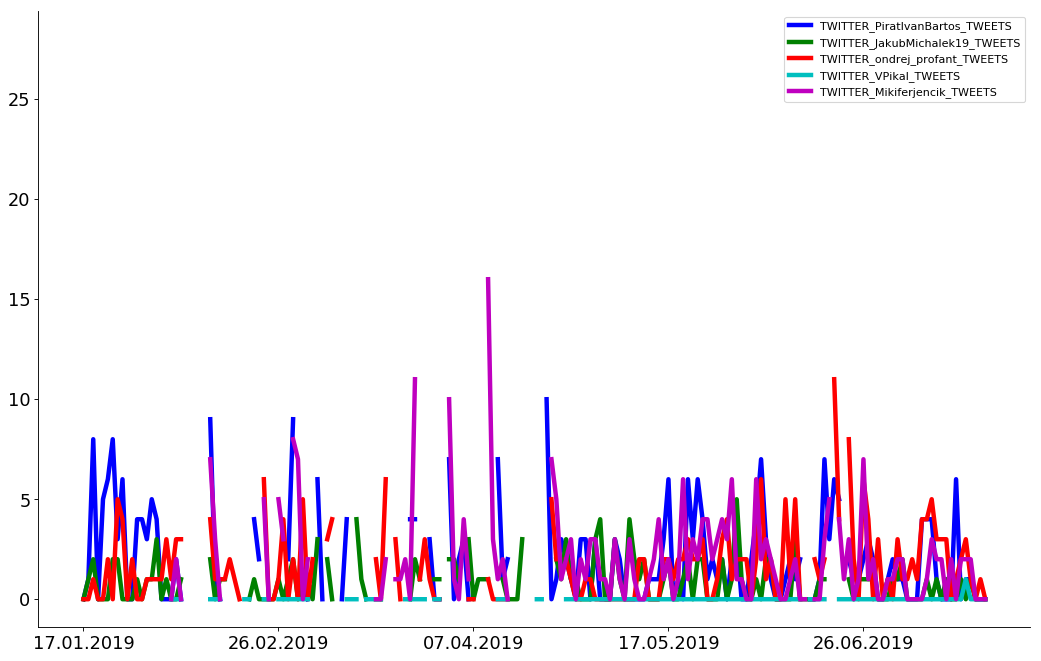 TWITTER_PiratIvanBartos_TWEETS
TWITTER_JakubMichalek19_TWEETS
TWITTER_ondrej_profant_TWEETS
TWITTER_VPikal_TWEETS
TWITTER_Mikiferjencik_TWEETS
25
20
15
10
5
0
17.01.2019 26.02.2019 07.04.2019 17.05.2019 26.06.2019